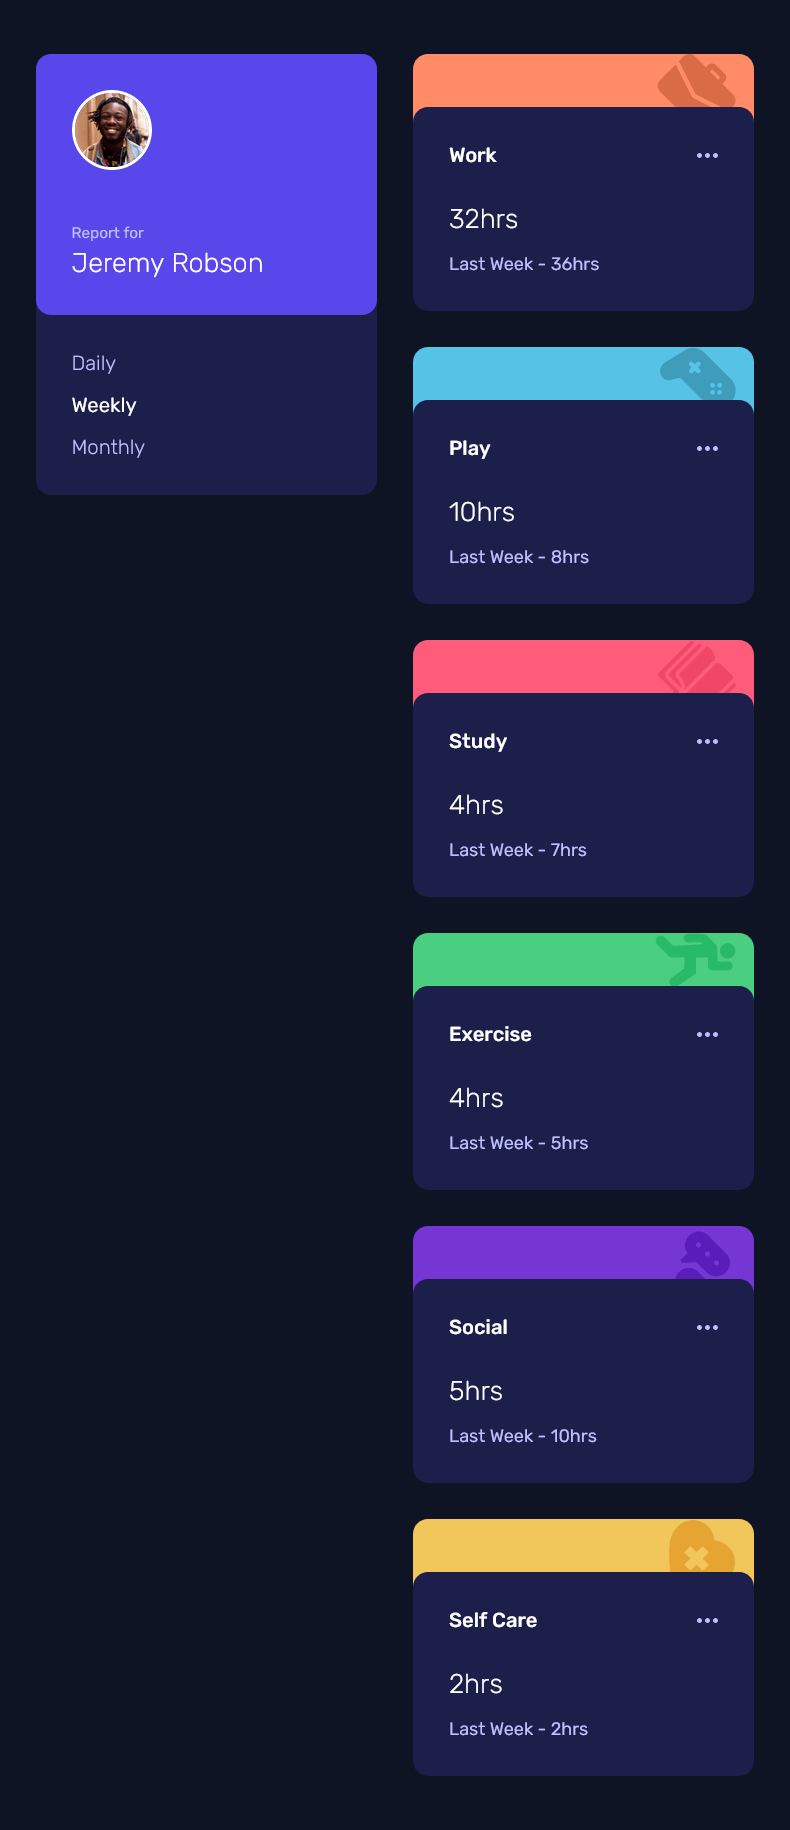 Report for
Jeremy Robson
Daily
Weekly
Monthly
Work
32hrs
Last Week - 36hrs
Play
10hrs
Last Week - 8hrs
Study
4hrs
Last Week - 7hrs
Exercise
4hrs
Last Week - 5hrs
Social
5hrs
Last Week - 10hrs
Self Care
2hrs
Last Week - 2hrs